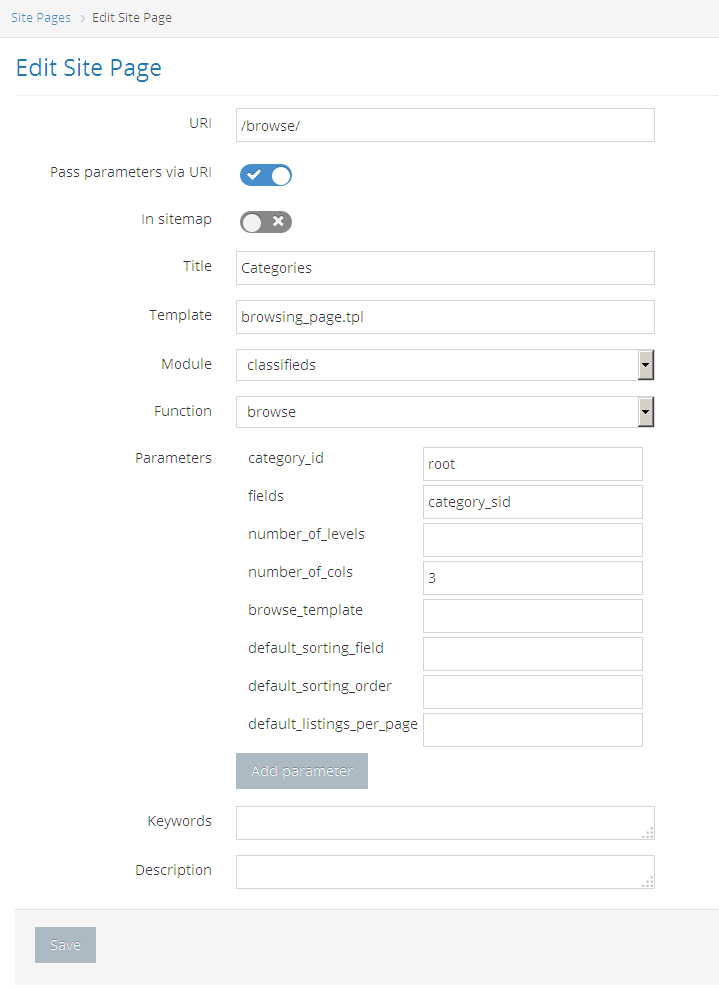 Site Pages > Edit Site Page
Edit Site Page
URI /browse/
Pass parameters via URI
In sitemap
Title Categories
Template browsing_page.tpl
Module classifieds
Function browse
Parameters category_id root
fields category_sid
number_of_levels
number_of_cols 3
browse_template
default_sorting_field
default_sorting_order
default_listings_per_page
Add parameter
Keywords
Description
Save